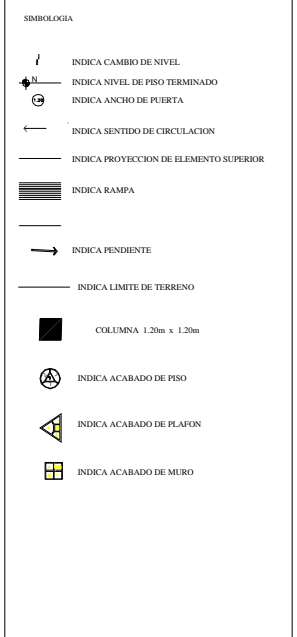 SIMBOLOGIA
INDICA CAMBIO DE NIVEL
N
INDICA NIVEL DE PISO TERMINADO
INDICA ANCHO DE PUERTA
INDICA SENTIDO DE CIRCULACION
INDICA PROYECCION DE ELEMENTO SUPERIOR
INDICA RAMPA
INDICA PENDIENTE
INDICA LIMITE DE TERRENO
COLUMNA 1.20m x 1.20m
INDICA ACABADO DE PISO
INDICA ACABADO DE PLAFON
INDICA ACABADO DE MURO